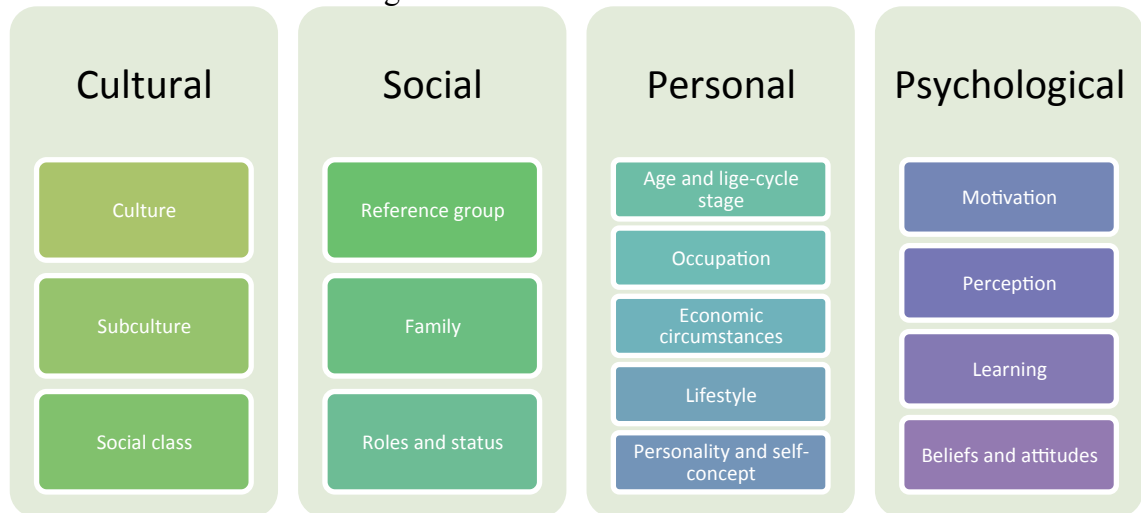 Cultural
Culture
Subculture
Social class
Social
Reference group
Family
Roles and status
Personal
Age and lige-cycle
stage
Occupation
Economic
circumstances
Lifestyle
Personality and self-
concept
Psychological
Motivation
Perception
Learning
Beliefs and attitudes